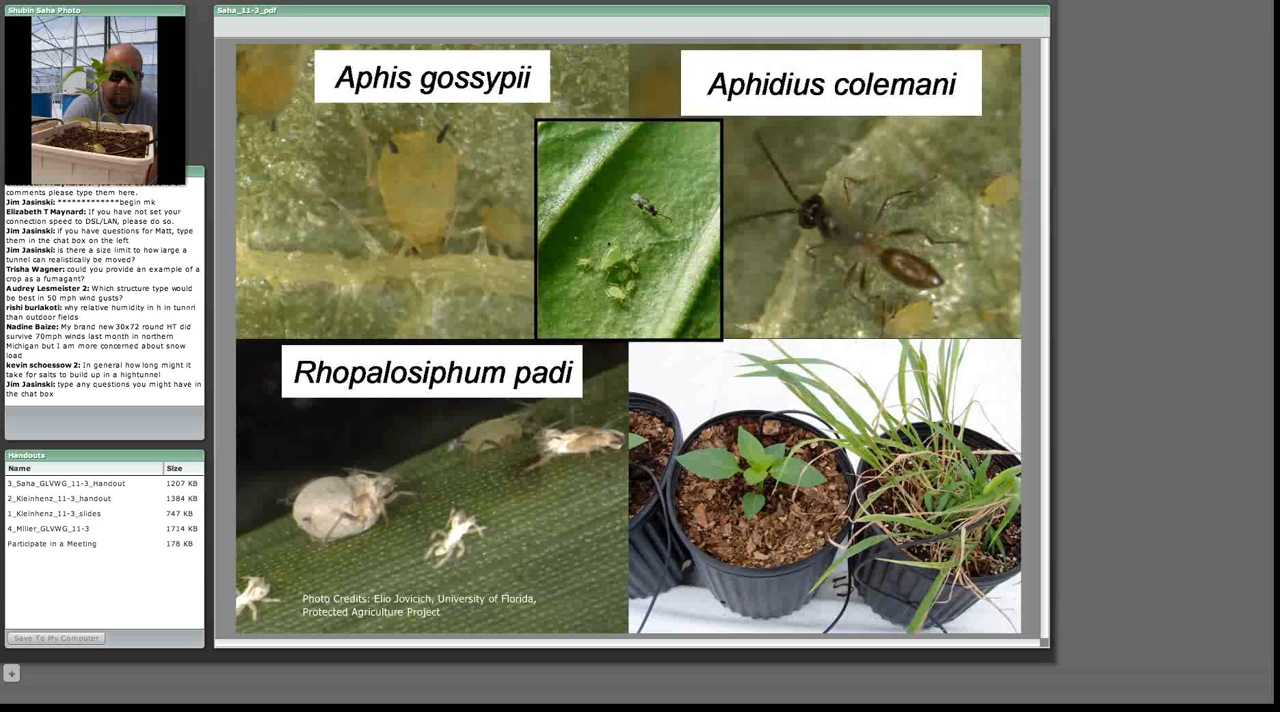 Shubin Saha Photo
comments please type them here.
Jim Jasinski: *************begin mk
Elizabeth T Maynard: If you have not set your
connection speed to DSL/LAN, please do so.
Jim Jasinski: if you have questions for Matt, type
them in the chat box on the left
Jim Jasinski: is there a size limit to how large a
tunnel can realistically be moved?
Trisha Wagner: could you provide an example of a
crop as a fumagant?
Audrey Lesmeister 2: Which structure type would
be best in 50 mph wind gusts?
rishi burlakoti: why relative humidity in h in tunnrl
than outdoor fields
Nadine Baize: My brand new 30x72 round HT did
survive 70mph winds last month in northern
Michigan but I am more concerned about snow
load
kevin schoessow 2: In general how long might it
take for salts to build up in a hightunnel
Jim Jasinski: type any questions you might have in
the chat box
Handouts
Name Size
3_Saha_GLVWG_11-3_Handout 1207 KB
2_Kleinhenz_11-3_handout 1384 KB
1_Kleinhenz_11-3_slides 747 KB
4_Miller_GLVWG_11-3 1714 KB
Participate in a Meeting 178 KB
Save To My Computer
Saha_11-3_pdf
Aphis gossypii
Aphidius colemani
Rhopalosiphum padi
Photo Credits: Elio Jovicich, University of Florida,
Protected Agriculture Project